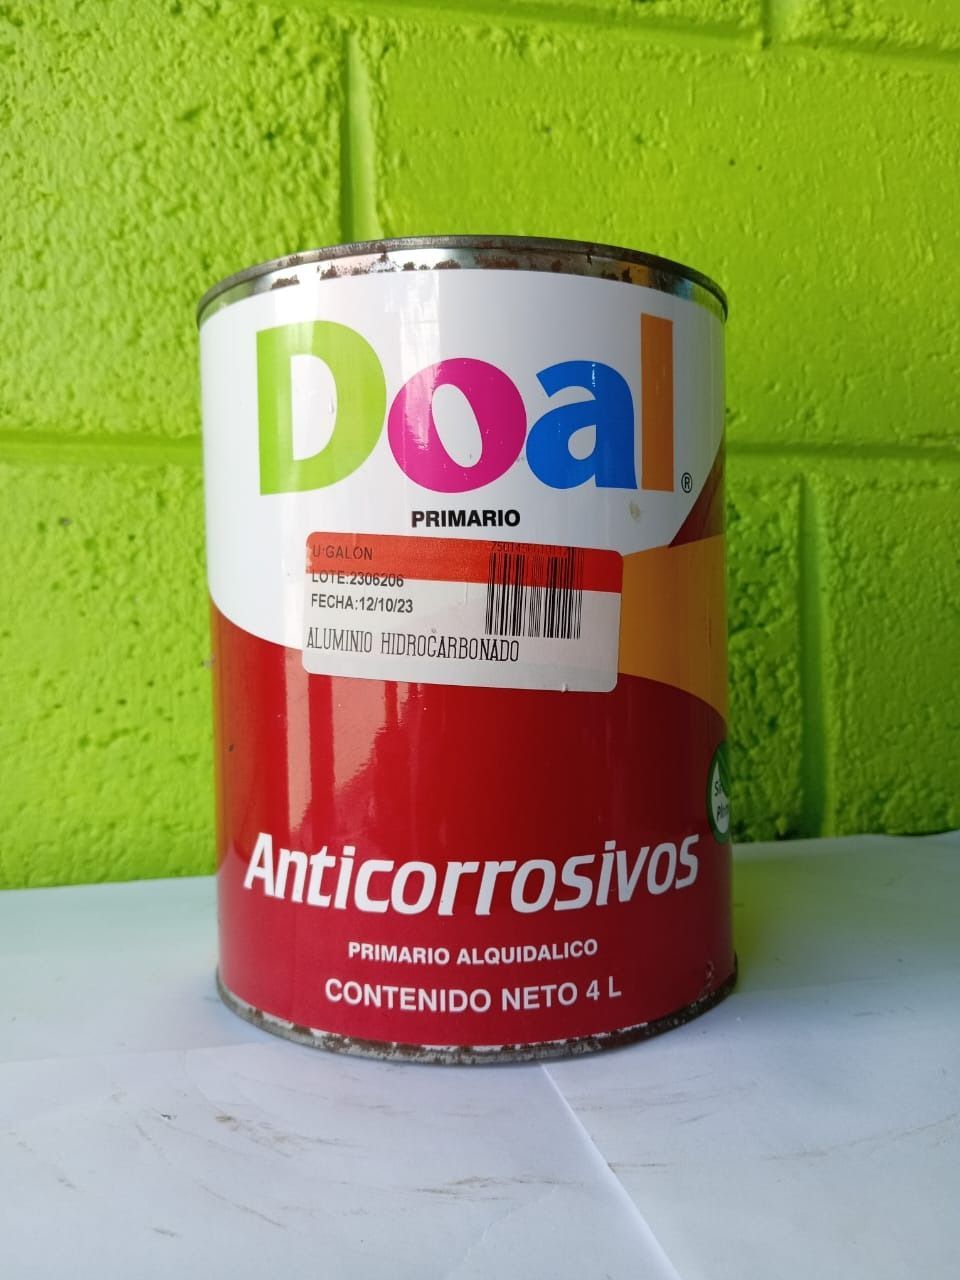 Doal®
PRIMARIO
U·GALON
LOTE:2306206
FECHA:12/10/23
ALUMINIO HIDROCARBONADO
Anticorrosivos
PRIMARIO ALQUIDALICO
CONTENIDO NETO 4 L